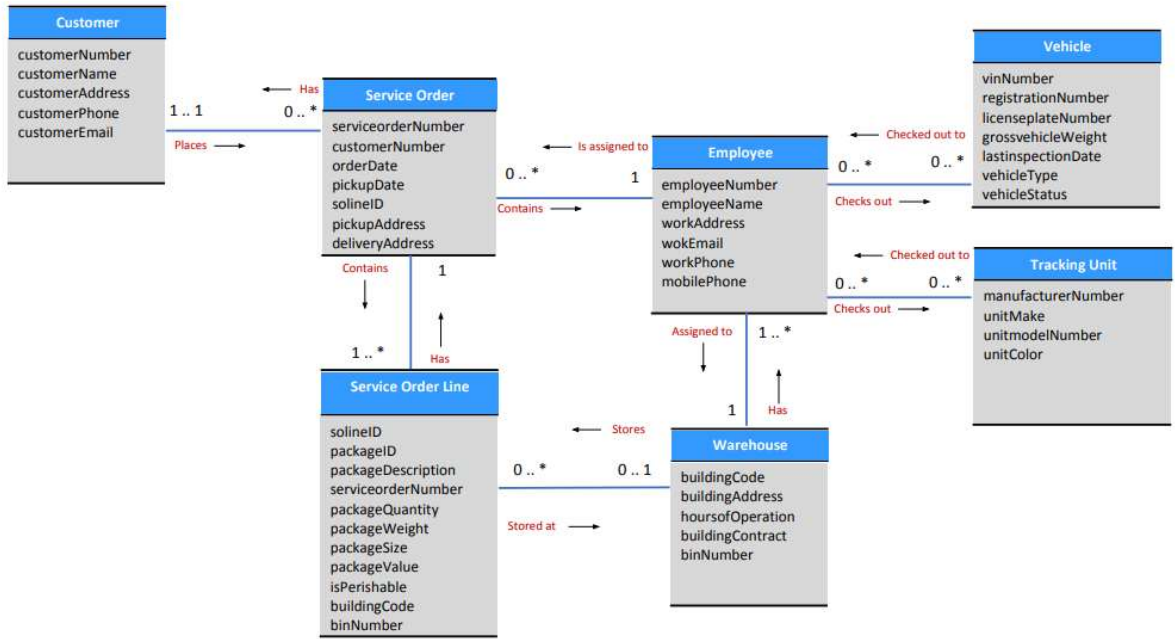 Customer
customerNumber
customerName
customerAddress
customerPhone
customerEmail
1 .. 1
Places
Has
0 .. *
Service Order
serviceorderNumber
customerNumber
orderDate
pickupDate
solineID
pickupAddress
deliveryAddress
Is assigned to
0 .. *
1
Contains
Employee
employeeNumber
employeeName
workAddress
wokEmail
workPhone
mobilePhone
Checked out to
0 .. *
0 .. *
Checks out
Vehicle
vinNumber
registrationNumber
licenseplateNumber
grossvehicleWeight
lastinspectionDate
vehicleType
vehicleStatus
Checked out to
0 .. *
0 .. *
Checks out
Tracking Unit
manufacturerNumber
unitMake
unitmodelNumber
unitColor
Contains
1
1 .. *
Has
Service Order Line
solineID
packageID
packageDescription
serviceorderNumber
packageQuantity
packageWeight
packageSize
packageValue
isPerishable
buildingCode
binNumber
Assigned to
1 .. *
1
Has
Stores
0 .. *
0 .. 1
Stored at
Warehouse
buildingCode
buildingAddress
hoursofOperation
buildingContract
binNumber